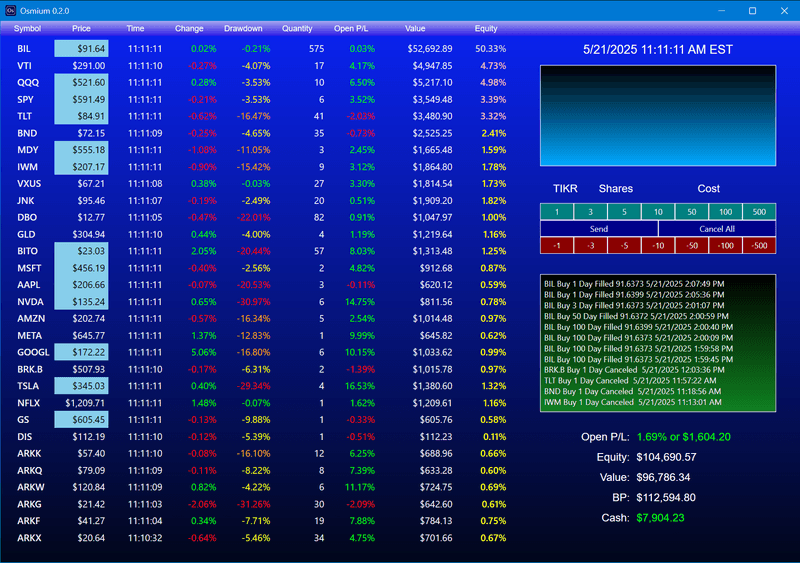 Os Osmium 0.2.0
Symbol Price Time Change Drawdown Quantity Open P/L Value Equity
BIL $91.64 11:11:11 0.02% -0.21% 575 0.03% $52,692.89 50.33%
VTI $291.00 11:11:10 -0.27% -4.07% 17 4.17% $4,947.85 4.73%
QQQ $521.60 11:11:11 0.28% -3.53% 10 6.50% $5,217.10 4.98%
SPY $591.49 11:11:11 -0.21% -3.53% 6 3.52% $3,549.48 3.39%
TLT $84.91 11:11:11 -0.62% -16.47% 41 -2.03% $3,480.90 3.32%
BND $72.15 11:11:09 -0.25% -4.65% 35 -0.73% $2,525.25 2.41%
MDY $555.18 11:11:11 -1.08% -11.05% 3 2.45% $1,665.48 1.59%
IWM $207.17 11:11:11 -0.90% -15.42% 9 3.12% $1,864.80 1.78%
VXUS $67.21 11:11:08 0.38% -0.03% 27 3.30% $1,814.54 1.73%
JNK $95.46 11:11:07 -0.19% -2.49% 20 0.51% $1,909.20 1.82%
DBO $12.77 11:11:05 -0.47% -22.01% 82 0.91% $1,047.97 1.00%
GLD $304.94 11:11:10 0.44% -4.00% 4 1.19% $1,219.64 1.16%
BITO $23.03 11:11:11 2.05% -20.44% 57 8.03% $1,313.48 1.25%
MSFT $456.19 11:11:11 -0.40% -2.56% 2 4.82% $912.68 0.87%
AAPL $206.66 11:11:11 -0.07% -20.53% 3 -0.11% $620.12 0.59%
NVDA $135.24 11:11:11 0.65% -30.97% 6 14.75% $811.56 0.78%
AMZN $202.74 11:11:11 -0.57% -16.34% 5 2.54% $1,014.48 0.97%
META $645.77 11:11:11 1.37% -12.83% 1 9.99% $645.82 0.62%
GOOGL $172.22 11:11:11 5.06% -16.80% 6 10.15% $1,033.62 0.99%
BRK.B $507.93 11:11:10 -0.17% -6.31% 2 -1.39% $1,015.78 0.97%
TSLA $345.03 11:11:11 0.40% -29.34% 4 16.53% $1,380.60 1.32%
NFLX $1,209.71 11:11:11 1.48% -0.07% 1 1.62% $1,209.61 1.16%
GS $605.45 11:11:11 -0.13% -9.88% 1 -0.33% $605.76 0.58%
DIS $112.19 11:11:10 -0.12% -5.39% 1 -0.51% $112.23 0.11%
ARKK $57.40 11:11:10 -0.08% -16.10% 12 6.25% $688.96 0.66%
ARKQ $79.09 11:11:09 -0.11% -8.22% 8 7.39% $633.28 0.60%
ARKW $120.84 11:11:09 0.82% -4.22% 6 11.17% $724.75 0.69%
ARKG $21.42 11:11:03 -2.06% -31.26% 30 -2.09% $642.60 0.61%
ARKF $41.27 11:11:04 0.34% -7.71% 19 7.88% $784.13 0.75%
ARKX $20.64 11:10:32 -0.64% -5.46% 34 4.75% $701.66 0.67%
5/21/2025 11:11:11 AM EST
TIKR Shares Cost
1 3 5 10 50 100 500
Send Cancel All
-1 -3 -5 -10 -50 -100 -500
BIL Buy 1 Day Filled 91.6373 5/21/2025 2:07:49 PM
BIL Buy 1 Day Filled 91.6399 5/21/2025 2:05:36 PM
BIL Buy 3 Day Filled 91.6373 5/21/2025 2:01:07 PM
BIL Buy 50 Day Filled 91.6372 5/21/2025 2:00:59 PM
BIL Buy 100 Day Filled 91.6399 5/21/2025 2:00:40 PM
BIL Buy 100 Day Filled 91.6373 5/21/2025 2:00:09 PM
BIL Buy 100 Day Filled 91.6373 5/21/2025 1:59:58 PM
BIL Buy 100 Day Filled 91.6373 5/21/2025 1:59:45 PM
BRK.B Buy 1 Day Canceled 5/21/2025 12:03:36 PM
TLT Buy 1 Day Canceled 5/21/2025 11:57:22 AM
BND Buy 1 Day Canceled 5/21/2025 11:18:56 AM
IWM Buy 1 Day Canceled 5/21/2025 11:13:01 AM
Open P/L: 1.69% or $1,604.20
Equity: $104,690.57
Value: $96,786.34
BP: $112,594.80
Cash: $7,904.23